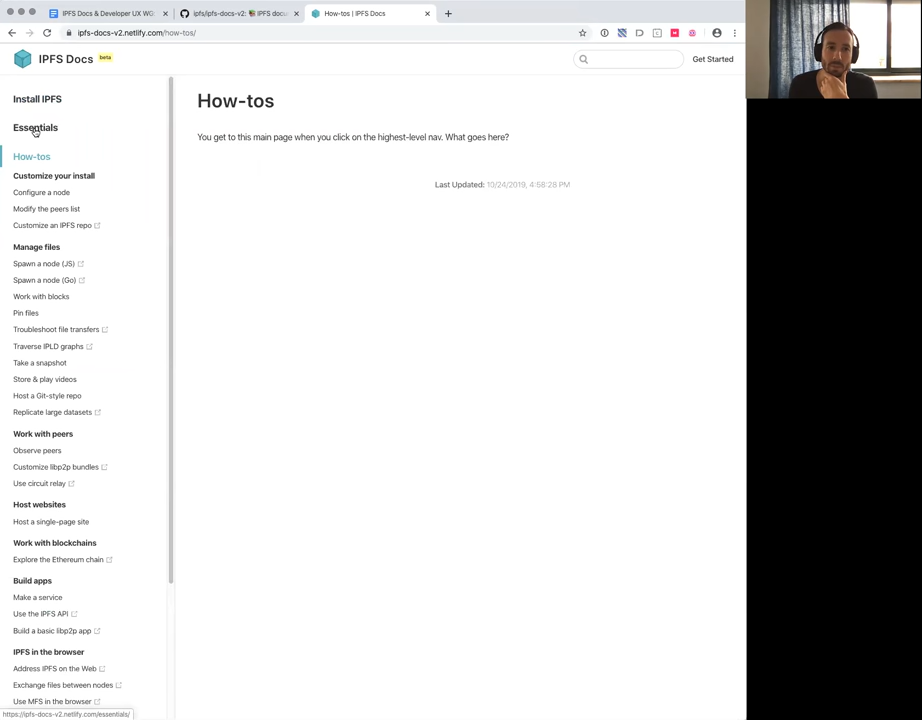 IPFS Docs & Developer UX WG
ipfs/ipfs-docs-v2: IPFS docu
How-tos | IPFS Docs
ipfs-docs-v2.netlify.com/how-tos/
IPFS Docs beta
Get Started
Install IPFS
Essentials
How-tos
Customize your install
Configure a node
Modify the peers list
Customize an IPFS repo
Manage files
Spawn a node (JS)
Spawn a node (Go)
Work with blocks
Pin files
Troubleshoot file transfers
Traverse IPLD graphs
Take a snapshot
Store & play videos
Host a Git-style repo
Replicate large datasets
Work with peers
Observe peers
Customize libp2p bundles
Use circuit relay
Host websites
Host a single-page site
Work with blockchains
Explore the Ethereum chain
Build apps
Make a service
Use the IPFS API
Build a basic libp2p app
IPFS in the browser
Address IPFS on the Web
Exchange files between nodes
Use MFS in the browser
https://ipfs-docs-v2.netlify.com/essentials/
How-tos
You get to this main page when you click on the highest-level nav. What goes here?
Last Updated: 10/24/2019, 4:58:28 PM